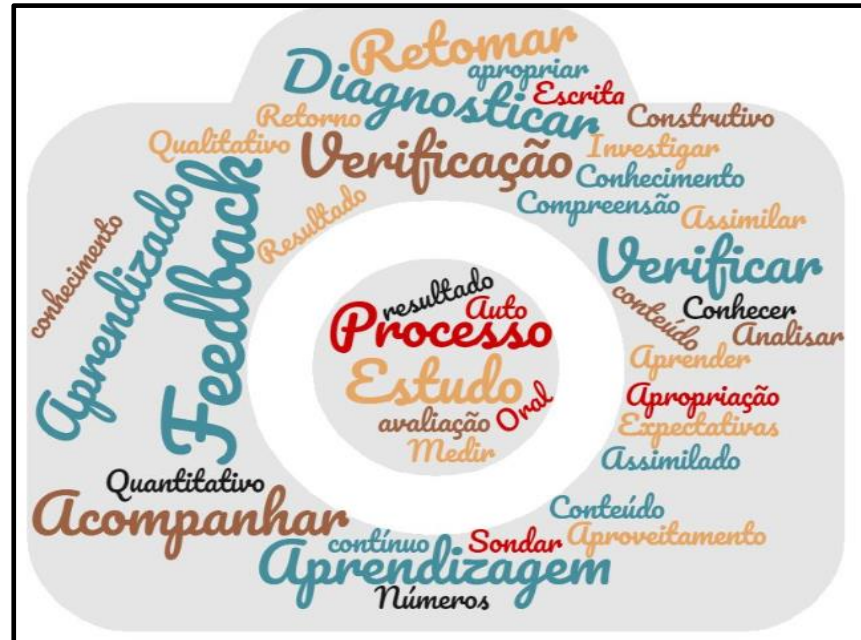 Retomar
apropriar
Diagnosticar
Escrita
Retorno
Construtivo
Qualitativo
Verificação
Investigar
Conhecimento
Resultado
Compreensão
Assimilar
conhecimento
Aprendizado
Feedback
Verificar
resultado
Auto
conteúdo
Conhecer
Processo
Analisar
Aprender
Estudo
Apropriação
avaliação
Oral
Expectativas
Medir
Assimilado
Quantitativo
Acompanhar
Conteúdo
contínuo
Sondar
Aproveitamento
Aprendizagem
Números